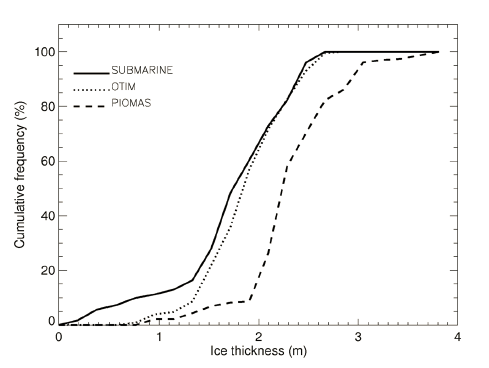 100
80
60
40
20
0
SUBMARINE
OTIM
PIOMAS
Cumulative frequency (%)
0 1 2 3 4
Ice thickness (m)